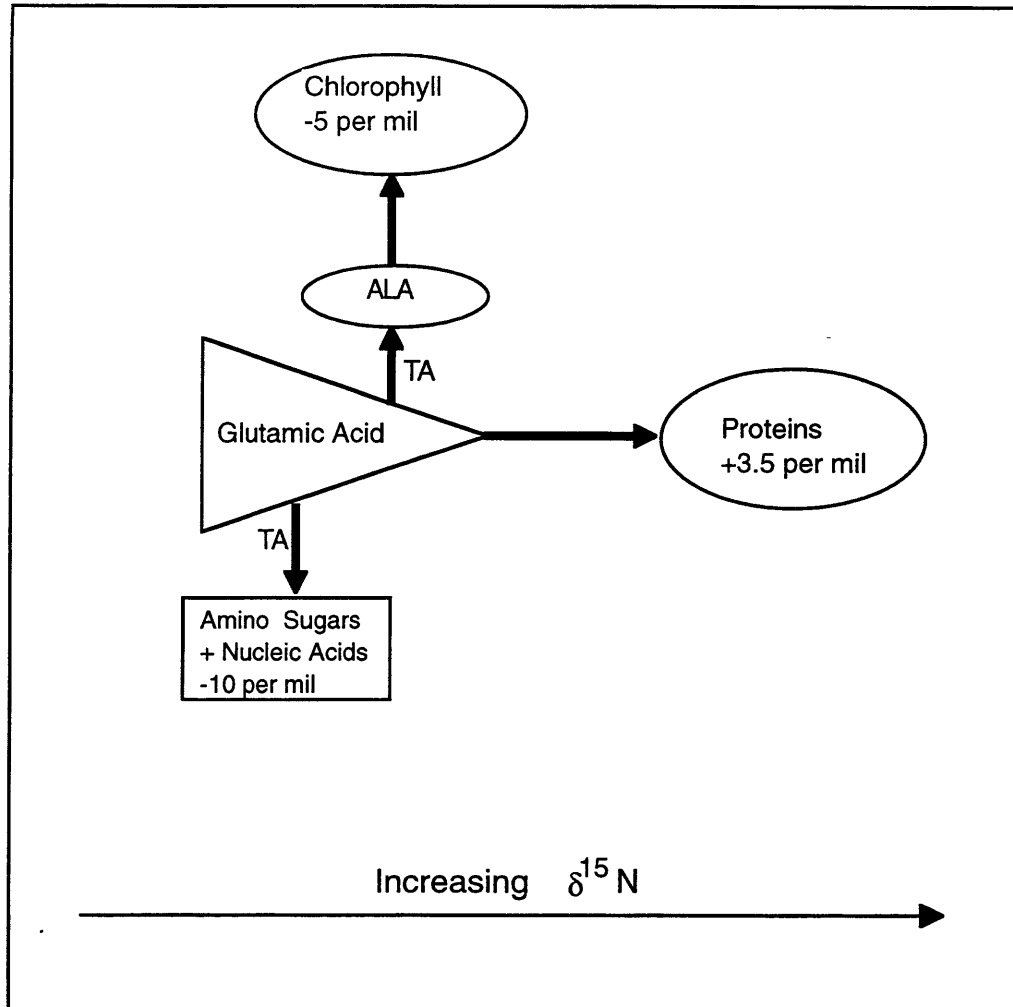 Chlorophyll
-5 per mil
ALA
TA
Glutamic Acid
Proteins
+3.5 per mil
TA
Amino Sugars
+ Nucleic Acids
-10 per mil
Increasing δ¹⁵ N